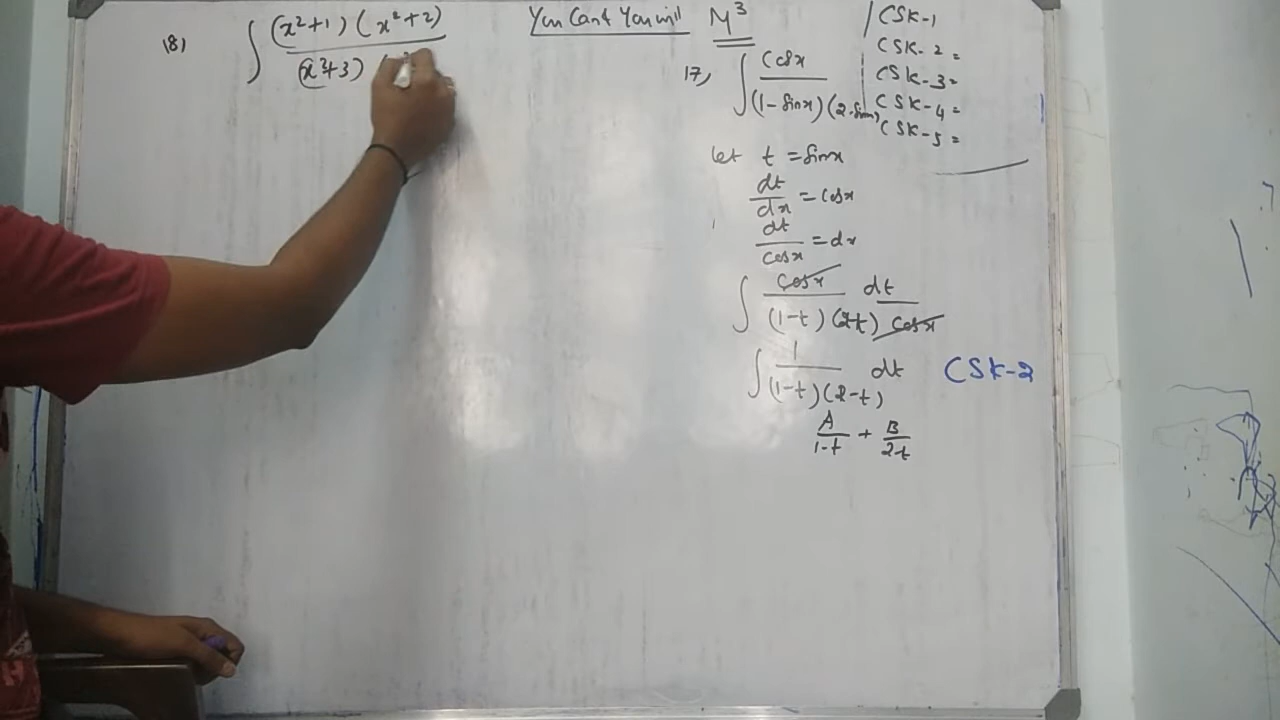 18) ∫ (x²+1) (x²+2)
(x²+3)
You Can & You will M³
CSK-1
CSK-2=
CSK-3=
CSK-4=
CSK-5=
17) ∫ cosx
(1-sinx)(2-sinx)
let t = sinx
dt/dx = cosx
dt/cosx = dx
∫ cosx dt
(1-t)(2-t) cosx
∫ 1 dt CSK-2
(1-t)(2-t)
A/1-t + B/2-t